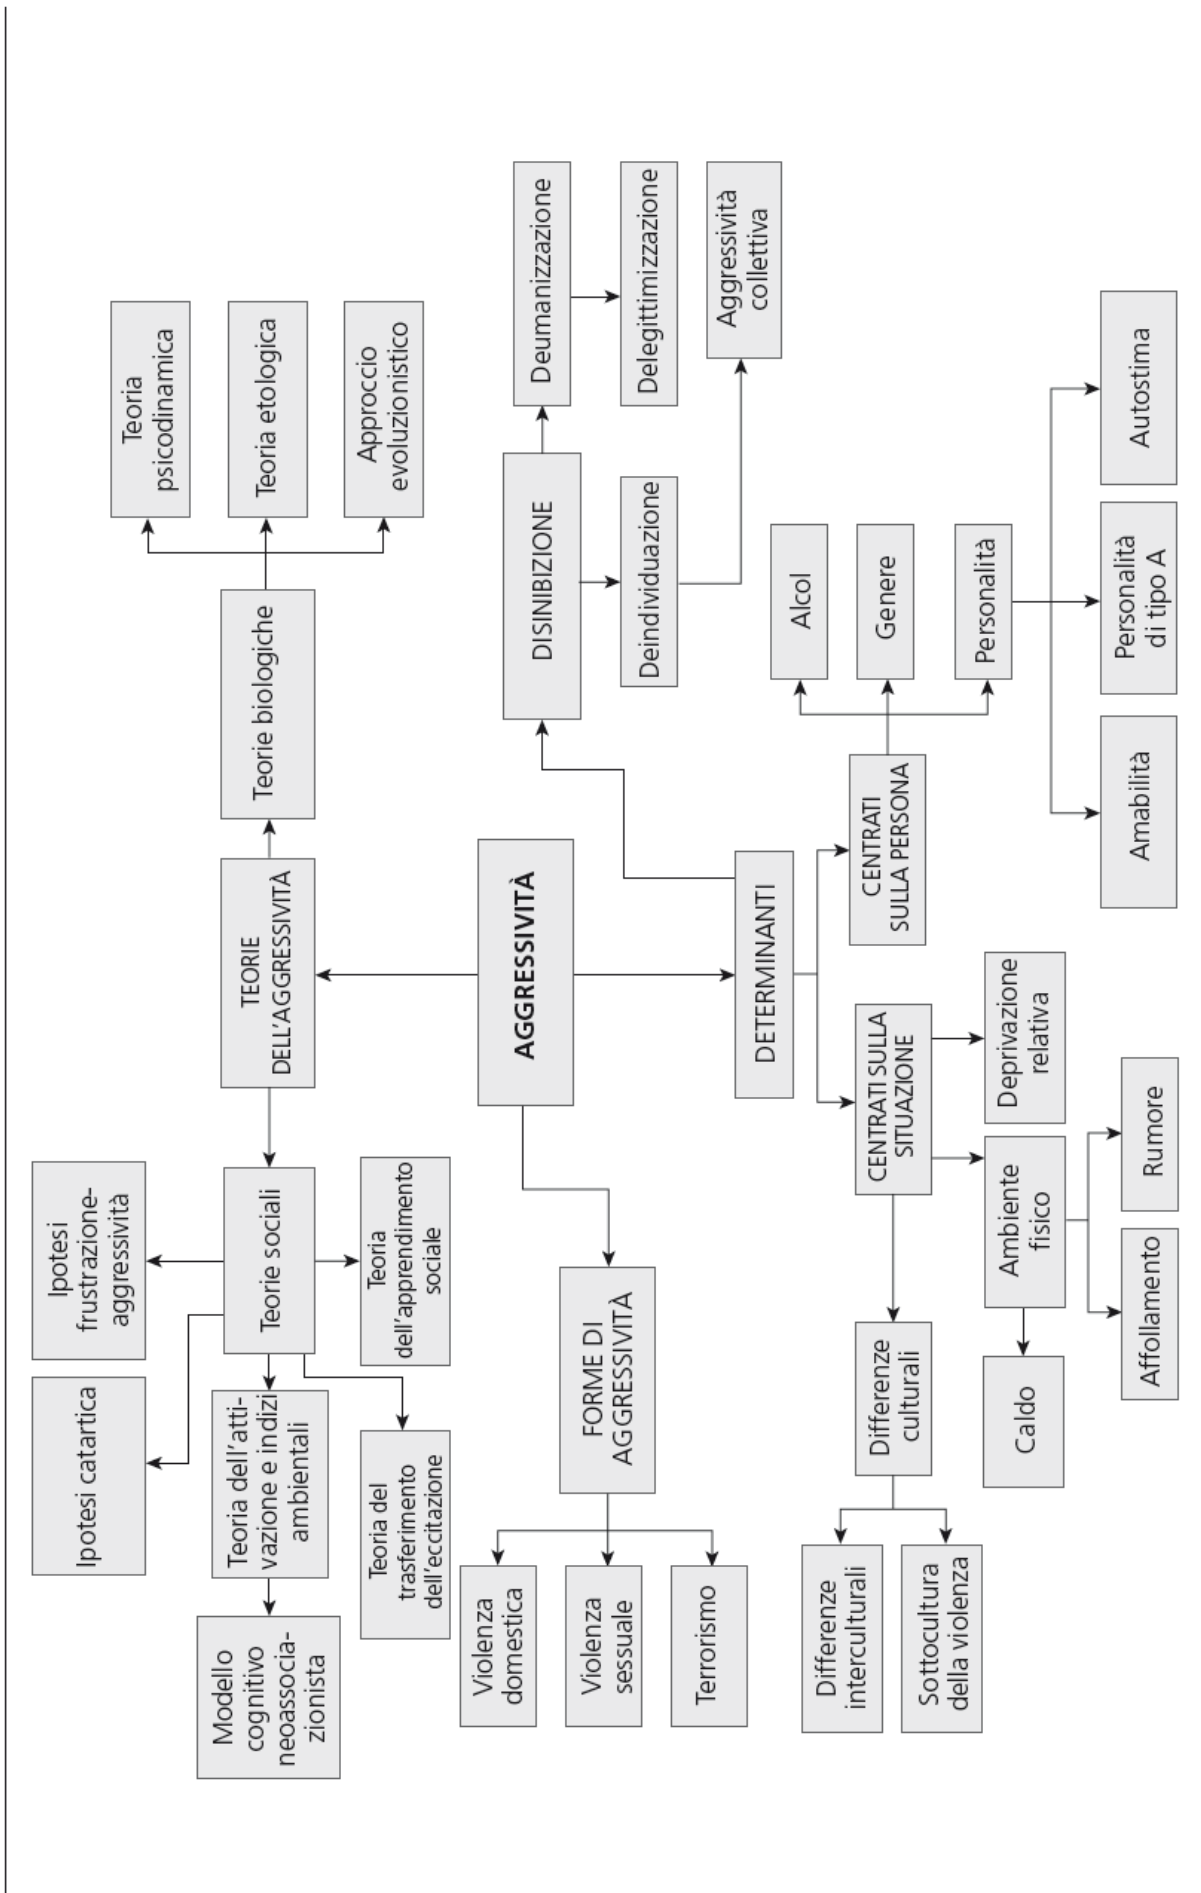 Ipotesi catartica
Ipotesi
frustrazione-
aggressività
Teoria
psicodinamica
Modello
cognitivo
neoassocia-
zionista
Teoria dell'atti-
vazione e indizi
ambientali
Teorie sociali
TEORIE
DELL'AGGRESSIVITÀ
Teorie biologiche
Teoria etologica
Teoria del
trasferimento
dell'eccitazione
Teoria
dell'apprendimento
sociale
Approccio
evoluzionistico
Violenza
domestica
AGGRESSIVITÀ
DISINIBIZIONE
Deumanizzazione
Violenza
sessuale
FORME DI
AGGRESSIVITÀ
Deindividuazione
Delegittimizzazione
Terrorismo
DETERMINANTI
Aggressività
collettiva
Differenze
interculturali
Alcol
Differenze
culturali
CENTRATI SULLA
SITUAZIONE
CENTRATI
SULLA PERSONA
Genere
Sottocultura
della violenza
Caldo
Ambiente
fisico
Deprivazione
relativa
Personalità
Affollamento
Rumore
Amabilità
Personalità
di tipo A
Autostima